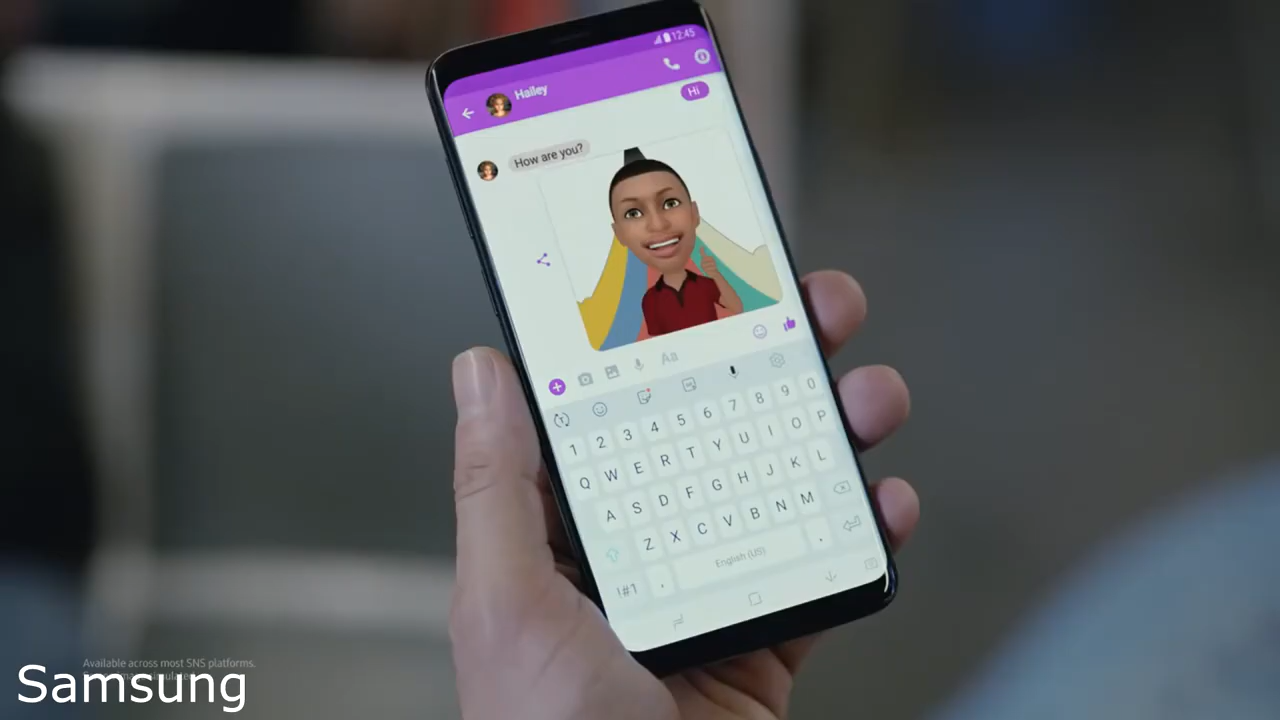 12:45
Hailey
Hi
How are you?
Aa
1 2 3 4 5 6 7 8 9 0
Q W E R T Y U I O P
A S D F G H J K L
Z X C V B N M
!#1 , English (US) .
Available across most SNS platforms.
Samsung